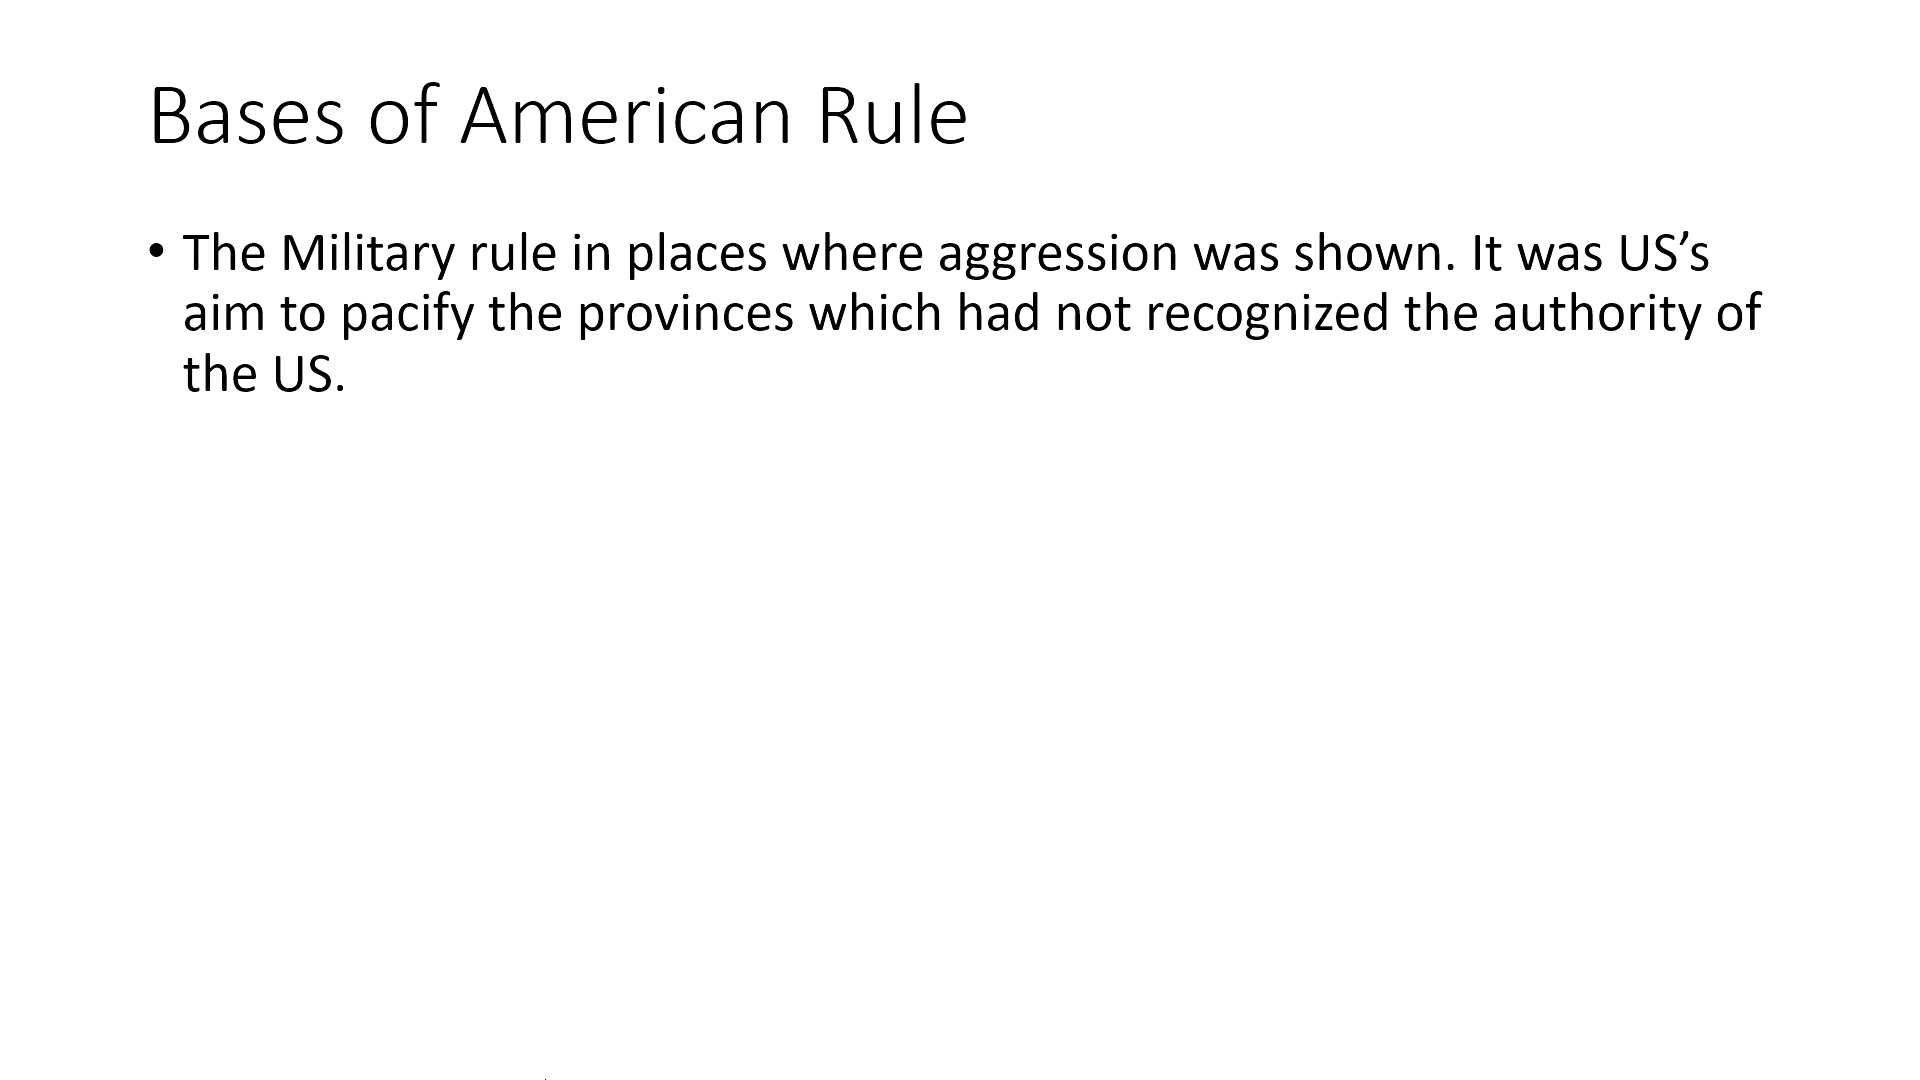 Bases of American Rule
• The Military rule in places where aggression was shown. It was US’s
aim to pacify the provinces which had not recognized the authority of
the US.